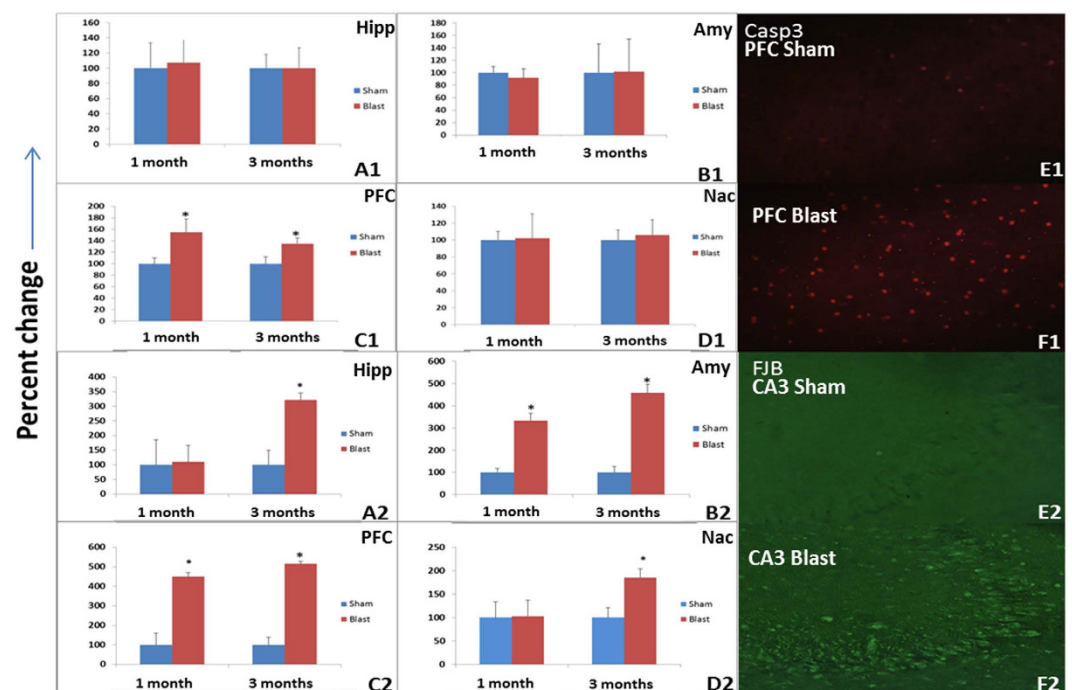 Percent change
Hipp
160
140
120
100
80
60
40
20
0
Sham
Blast
1 month 3 months
A1
Amy
180
160
140
120
100
80
60
40
20
0
Sham
Blast
1 month 3 months
B1
Casp3
PFC Sham
E1
PFC
200
180
160
140
120
100
80
60
40
20
0
* *
Sham
Blast
1 month 3 months
C1
Nac
140
120
100
80
60
40
20
0
Sham
Blast
1 month 3 months
D1
PFC Blast
F1
Hipp
400
350
300
250
200
150
100
50
0
*
Sham
Blast
1 month 3 months
A2
Amy
600
500
400
300
200
100
0
* *
Sham
Blast
1 month 3 months
B2
FJB
CA3 Sham
E2
PFC
600
500
400
300
200
100
0
* *
Sham
Blast
1 month 3 months
C2
Nac
250
200
150
100
50
0
*
Sham
Blast
1 month 3 months
D2
CA3 Blast
F2